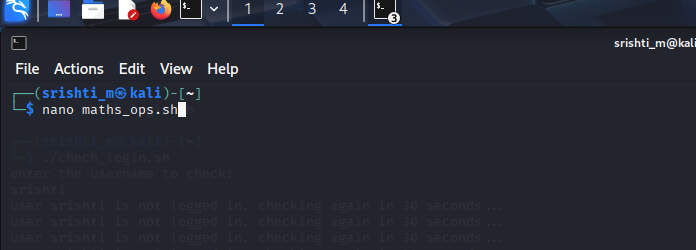 1 2 3 4 3
srishti_m@kali
File Actions Edit View Help
┌──(srishti_m㉿kali)-[~]
└─$ nano maths_ops.sh
┌──(srishti_m㉿kali)-[~]
└─$ ./chech_login.sh
enter the username to check:
srishti
user srishti is not logged in. checking again in 30 seconds...
user srishti is not logged in. checking again in 30 seconds...
user srishti is not logged in. checking again in 30 seconds...